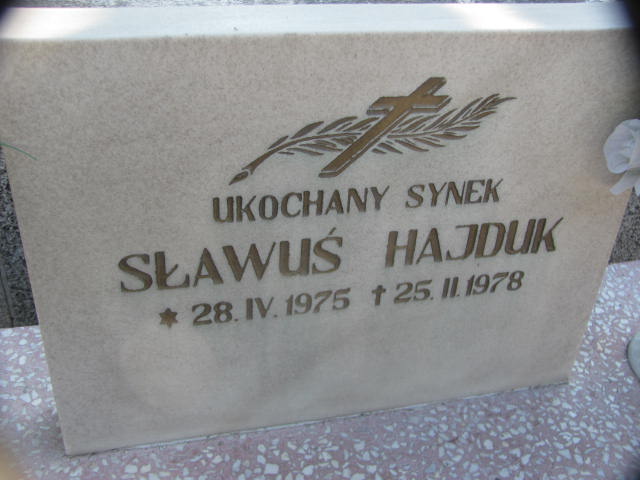 UKOCHANY SYNEK
SŁAWUŚ HAJDUK
* 28. IV. 1975 † 25. II. 1978